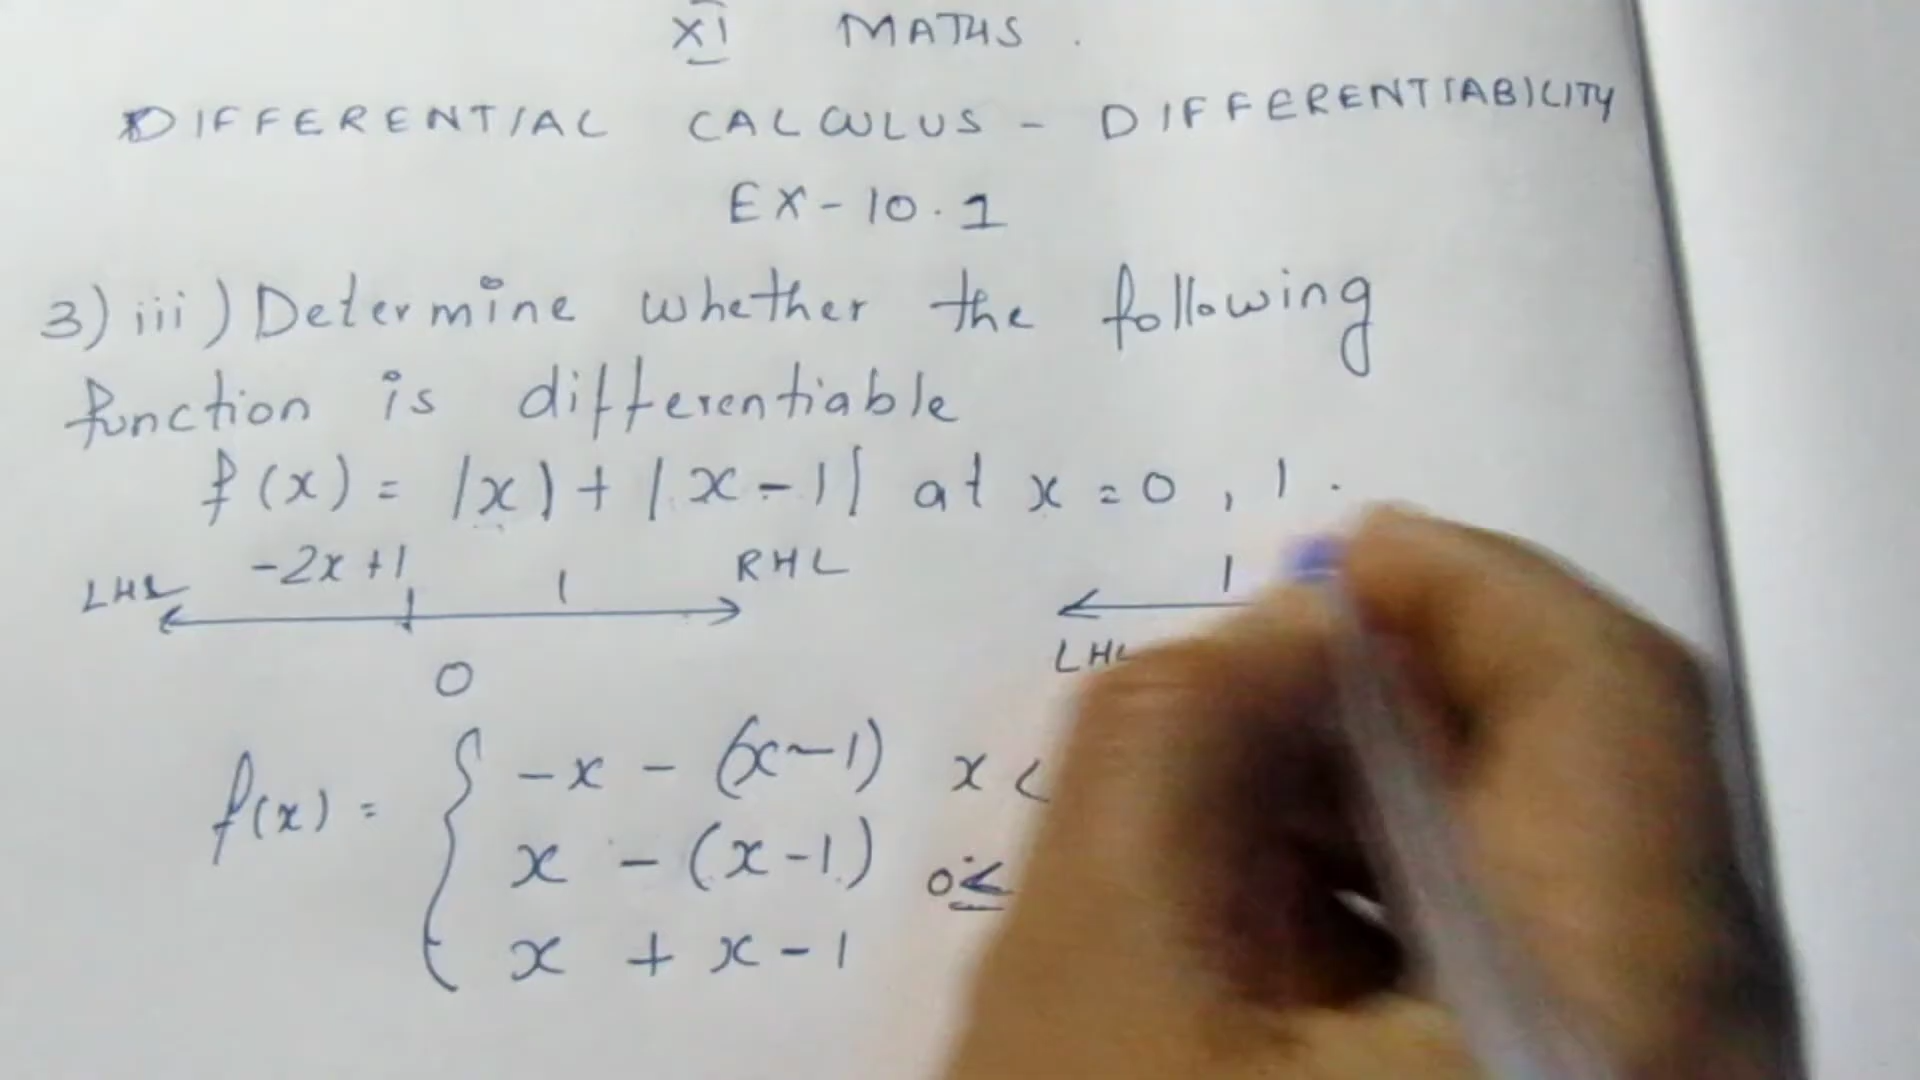 XI MATHS.
DIFFERENTIAL CALCULUS - DIFFERENTIABILITY
EX-10.1
3) iii) Determine whether the following
function is differentiable
f(x) = |x| + |x-1| at x = 0, 1.
LHL -2x+1 1 RHL 1
0 LHL
f(x) = { -x - (x-1) x <
x - (x-1) 0 ≤
x + x - 1